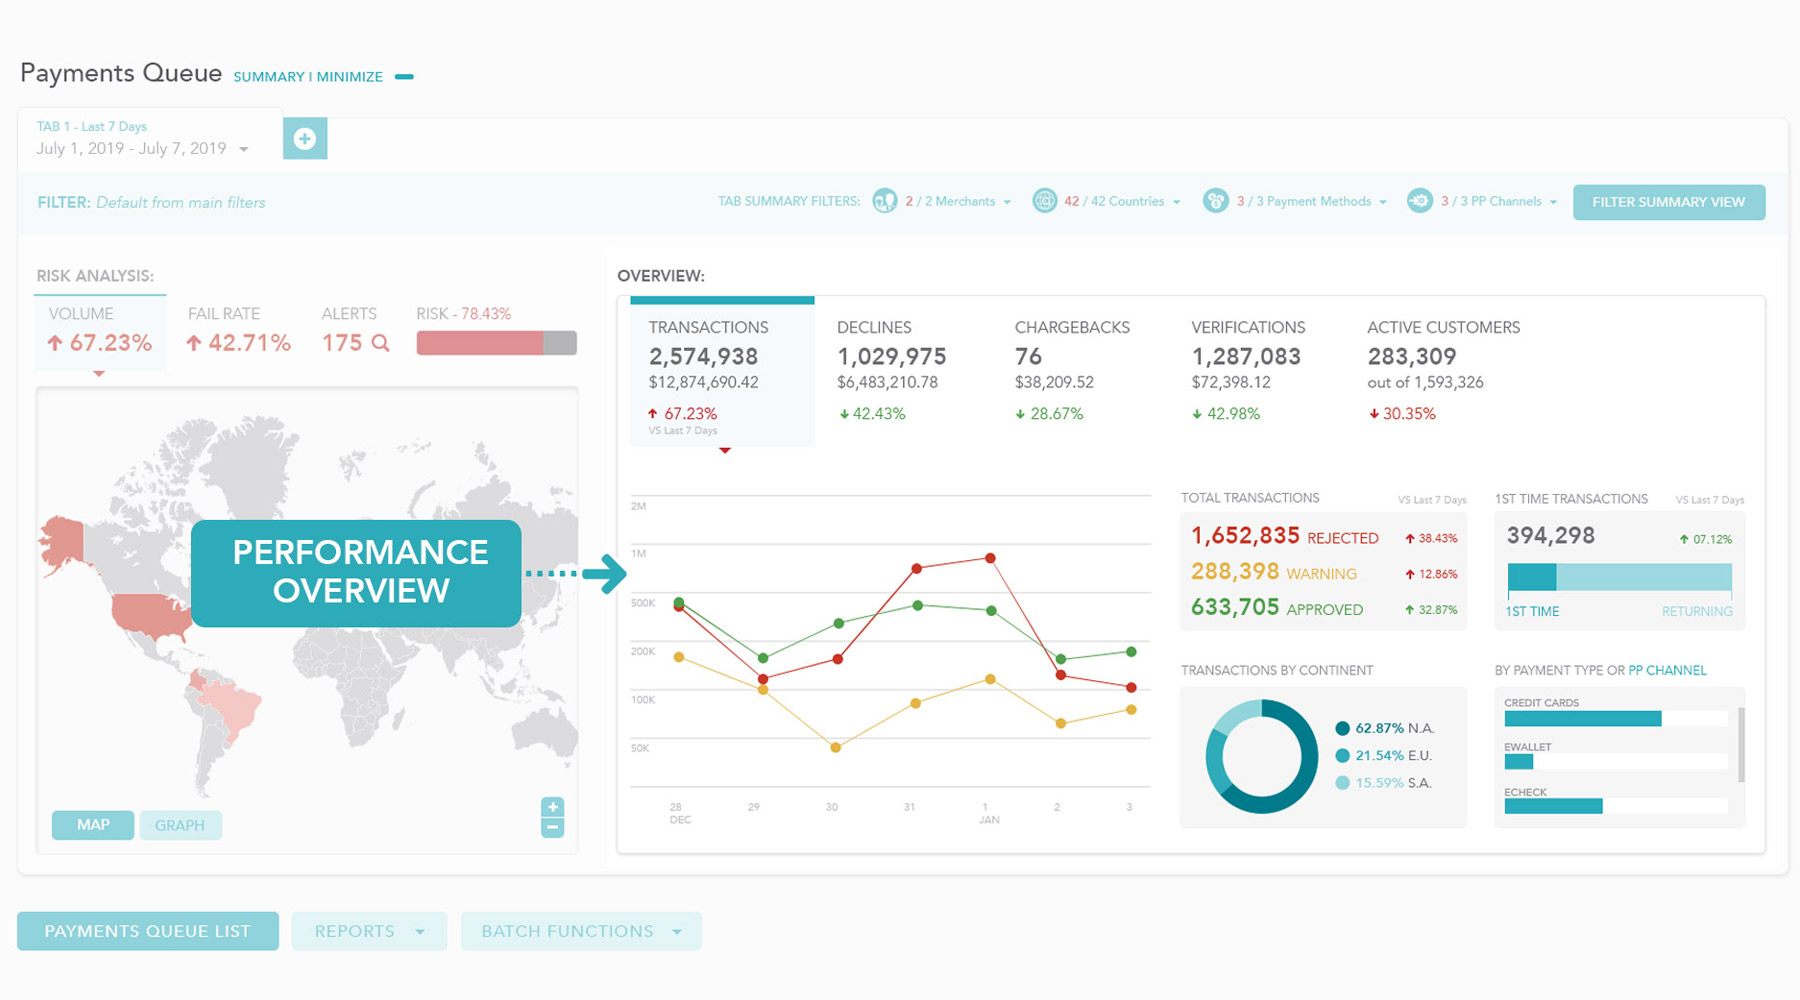 Payments Queue SUMMARY | MINIMIZE
TAB 1 - Last 7 Days
July 1, 2019 - July 7, 2019
FILTER: Default from main filters
TAB SUMMARY FILTERS: 2 / 2 Merchants 42 / 42 Countries 3 / 3 Payment Methods 3 / 3 PP Channels FILTER SUMMARY VIEW
RISK ANALYSIS:
VOLUME FAIL RATE ALERTS RISK - 78.43%
67.23% 42.71% 175
PERFORMANCE
OVERVIEW
MAP GRAPH
+
−
OVERVIEW:
TRANSACTIONS DECLINES CHARGEBACKS VERIFICATIONS ACTIVE CUSTOMERS
2,574,938 1,029,975 76 1,287,083 283,309
$12,874,690.42 $6,483,210.78 $38,209.52 $72,398.12 out of 1,593,326
67.23% 42.43% 28.67% 42.98% 30.35%
VS Last 7 Days
2M
1M
500K
200K
100K
50K
28 29 30 31 1 2 3
DEC JAN
TOTAL TRANSACTIONS VS Last 7 Days
1,652,835 REJECTED 38.43%
288,398 WARNING 12.86%
633,705 APPROVED 32.87%
1ST TIME TRANSACTIONS VS Last 7 Days
394,298 07.12%
1ST TIME RETURNING
TRANSACTIONS BY CONTINENT
62.87% N.A.
21.54% E.U.
15.59% S.A.
BY PAYMENT TYPE OR PP CHANNEL
CREDIT CARDS
EWALLET
ECHECK
PAYMENTS QUEUE LIST REPORTS BATCH FUNCTIONS